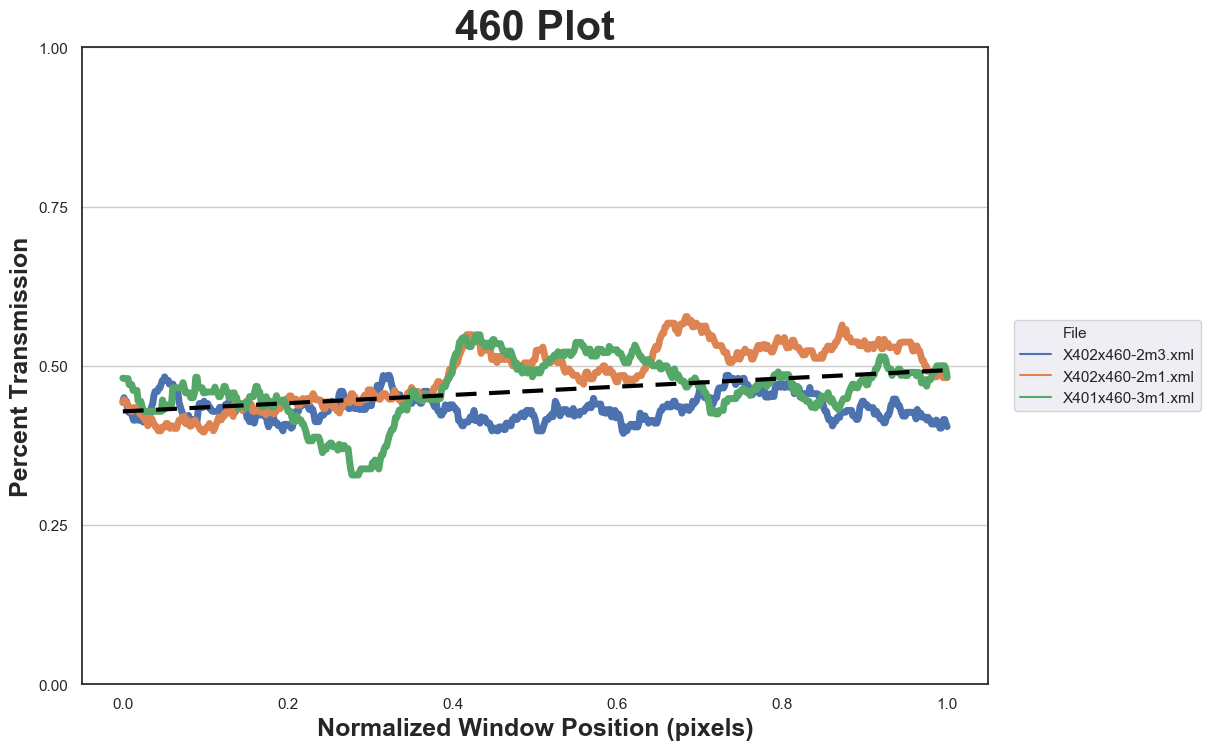 460 Plot
1.00
0.75
0.50
0.25
0.00
Percent Transmission
0.0 0.2 0.4 0.6 0.8 1.0
Normalized Window Position (pixels)
File
X402x460-2m3.xml
X402x460-2m1.xml
X401x460-3m1.xml